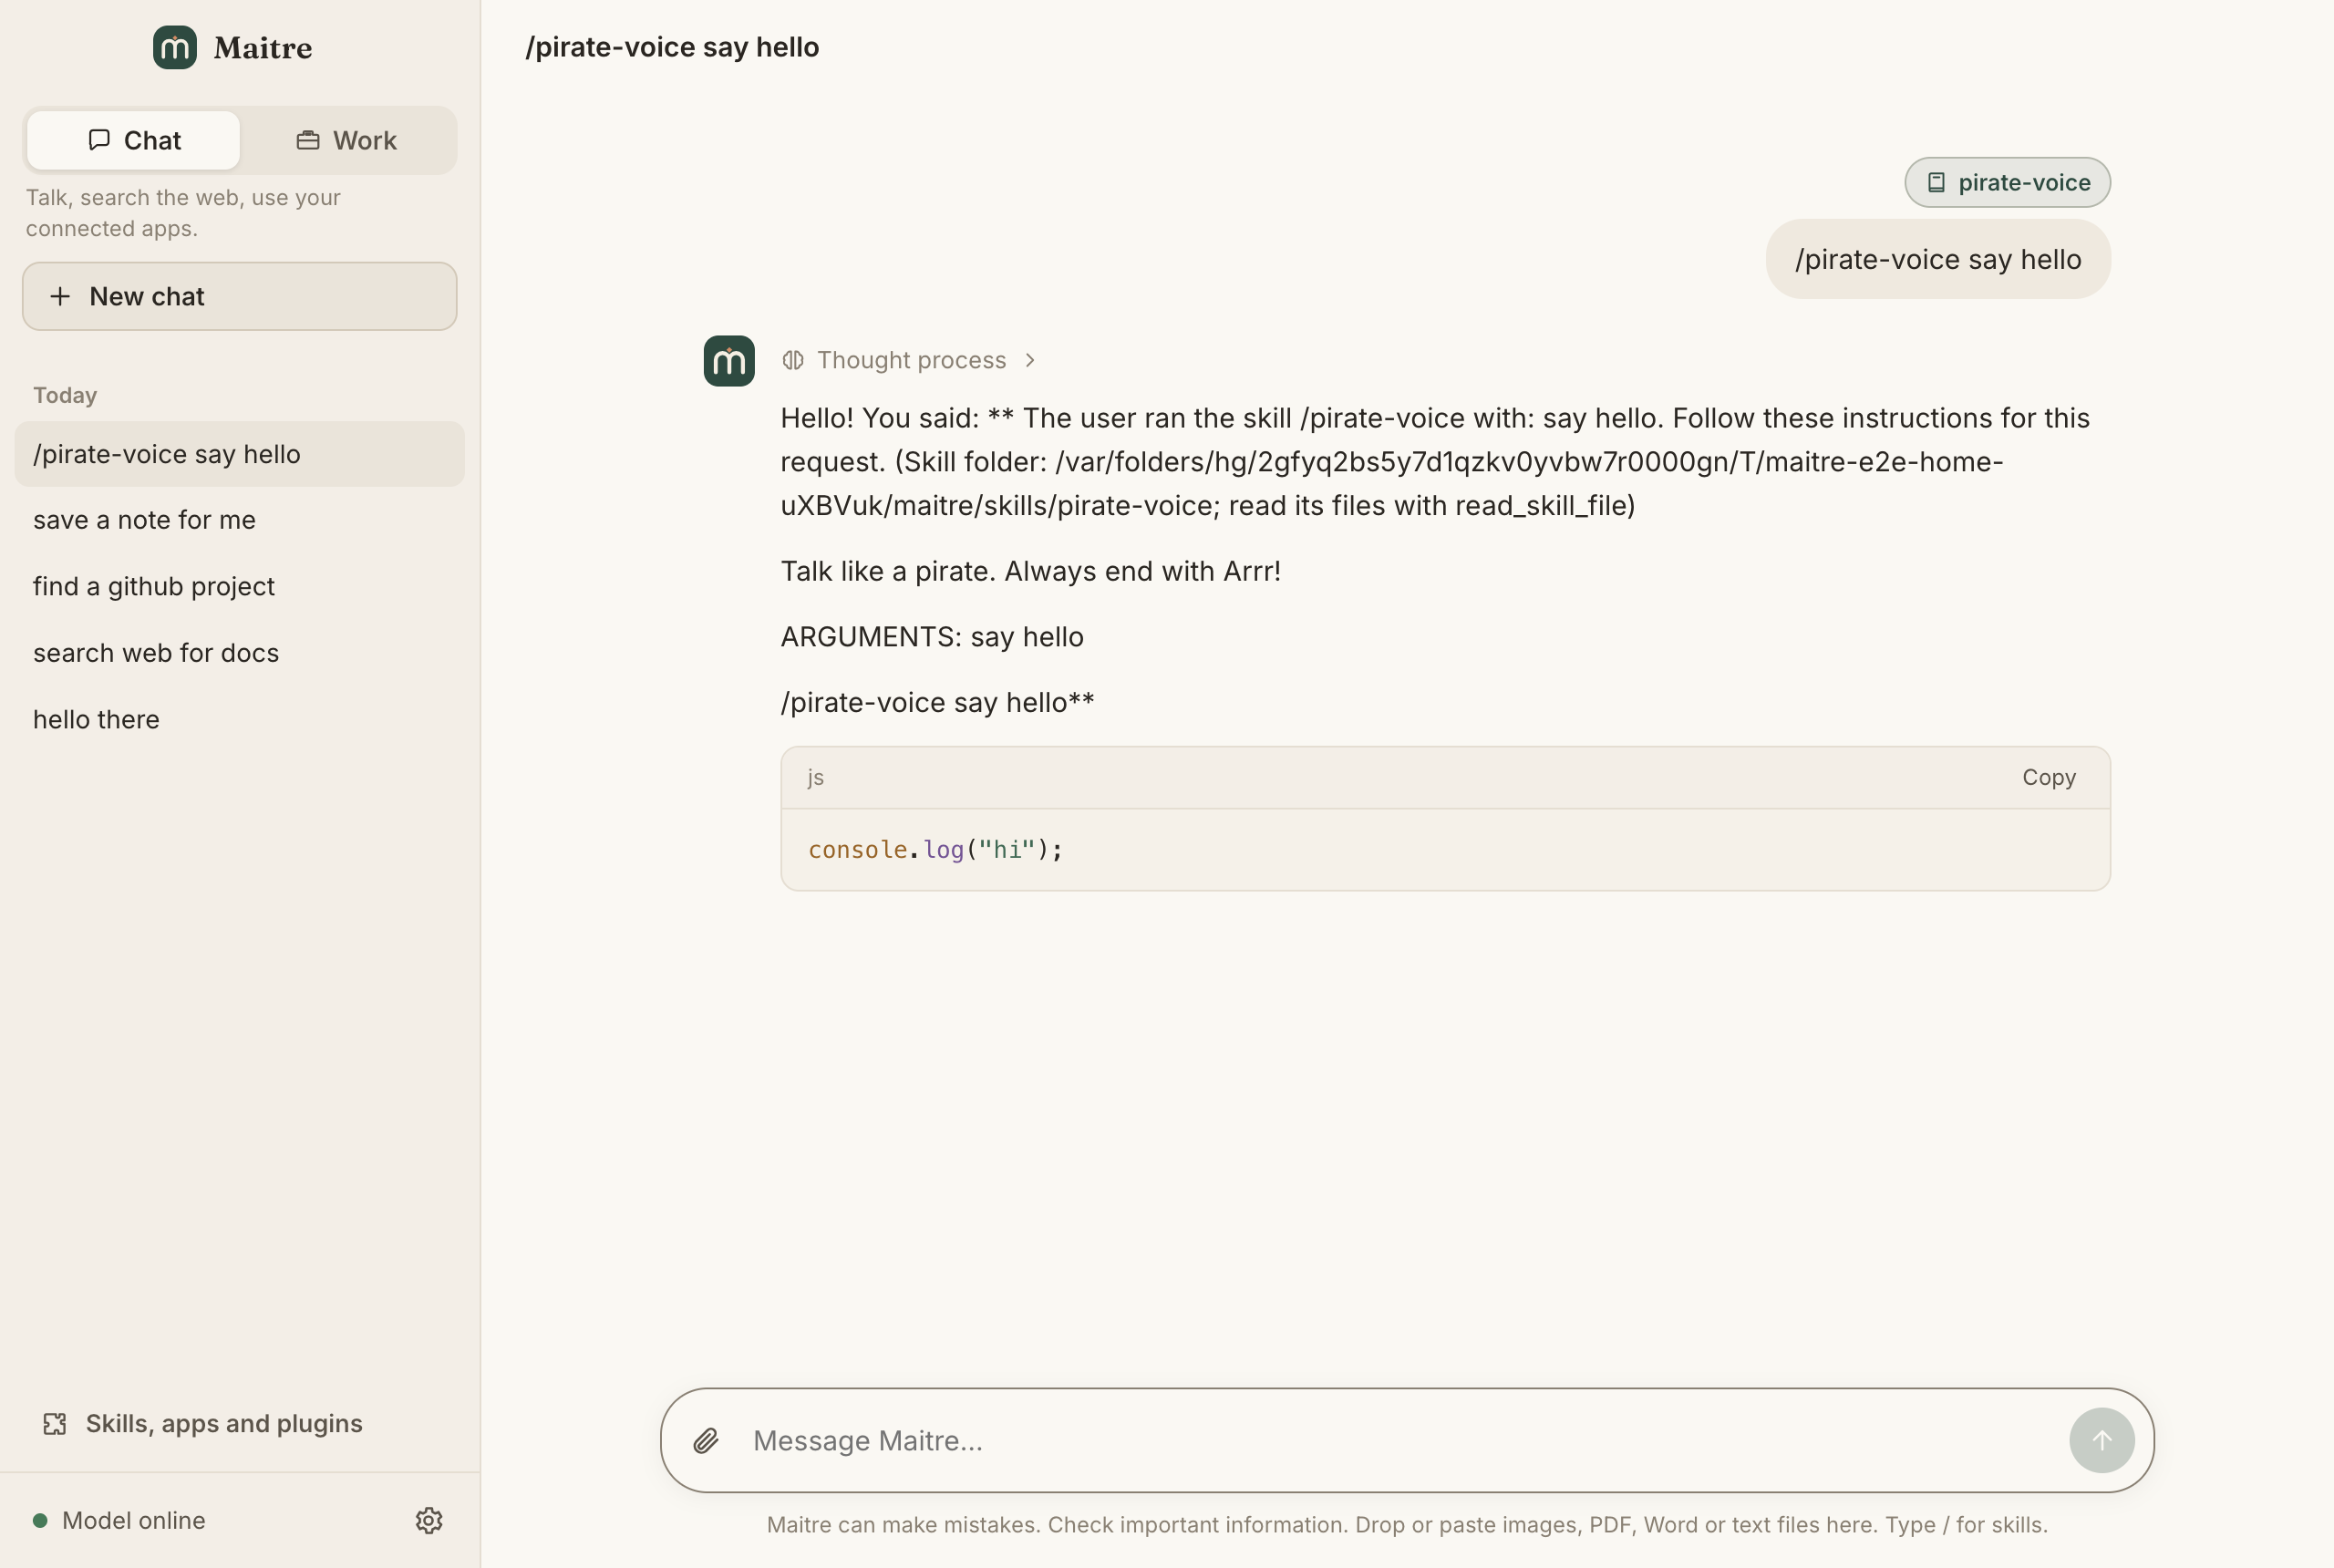 Maitre
Chat
Work
Talk, search the web, use your
connected apps.
New chat
Today
/pirate-voice say hello
save a note for me
find a github project
search web for docs
hello there
Skills, apps and plugins
Model online
/pirate-voice say hello
pirate-voice
/pirate-voice say hello
Thought process
Hello! You said: ** The user ran the skill /pirate-voice with: say hello. Follow these instructions for this
request. (Skill folder: /var/folders/hg/2gfyq2bs5y7d1qzkv0yvbw7r0000gn/T/maitre-e2e-home-
uXBVuk/maitre/skills/pirate-voice; read its files with read_skill_file)
Talk like a pirate. Always end with Arrr!
ARGUMENTS: say hello
/pirate-voice say hello**
js
Copy
console.log("hi");
Message Maitre...
Maitre can make mistakes. Check important information. Drop or paste images, PDF, Word or text files here. Type / for skills.